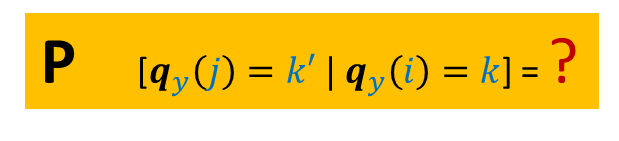 P [q_y(j) = k′ | q_y(i) = k] = ?